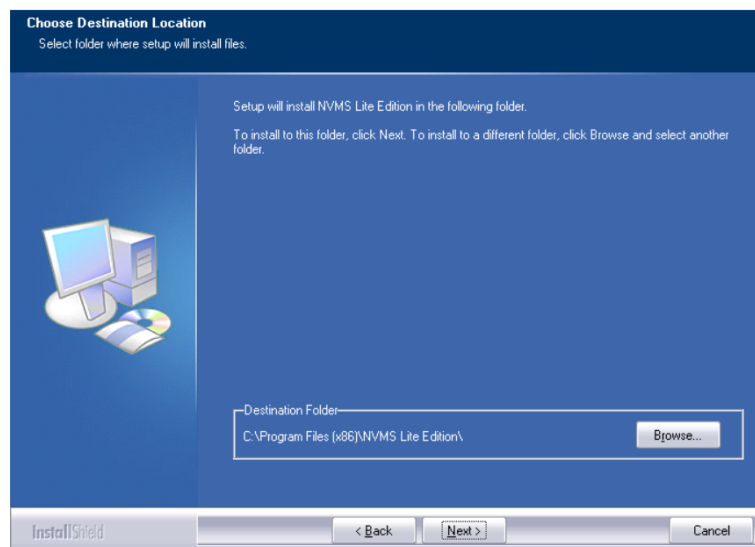 Choose Destination Location
Select folder where setup will install files.
Setup will install NVMS Lite Edition in the following folder.
To install to this folder, click Next. To install to a different folder, click Browse and select another
folder.
Destination Folder
C:\Program Files (x86)\NVMS Lite Edition\
Browse...
InstallShield
< Back
Next >
Cancel